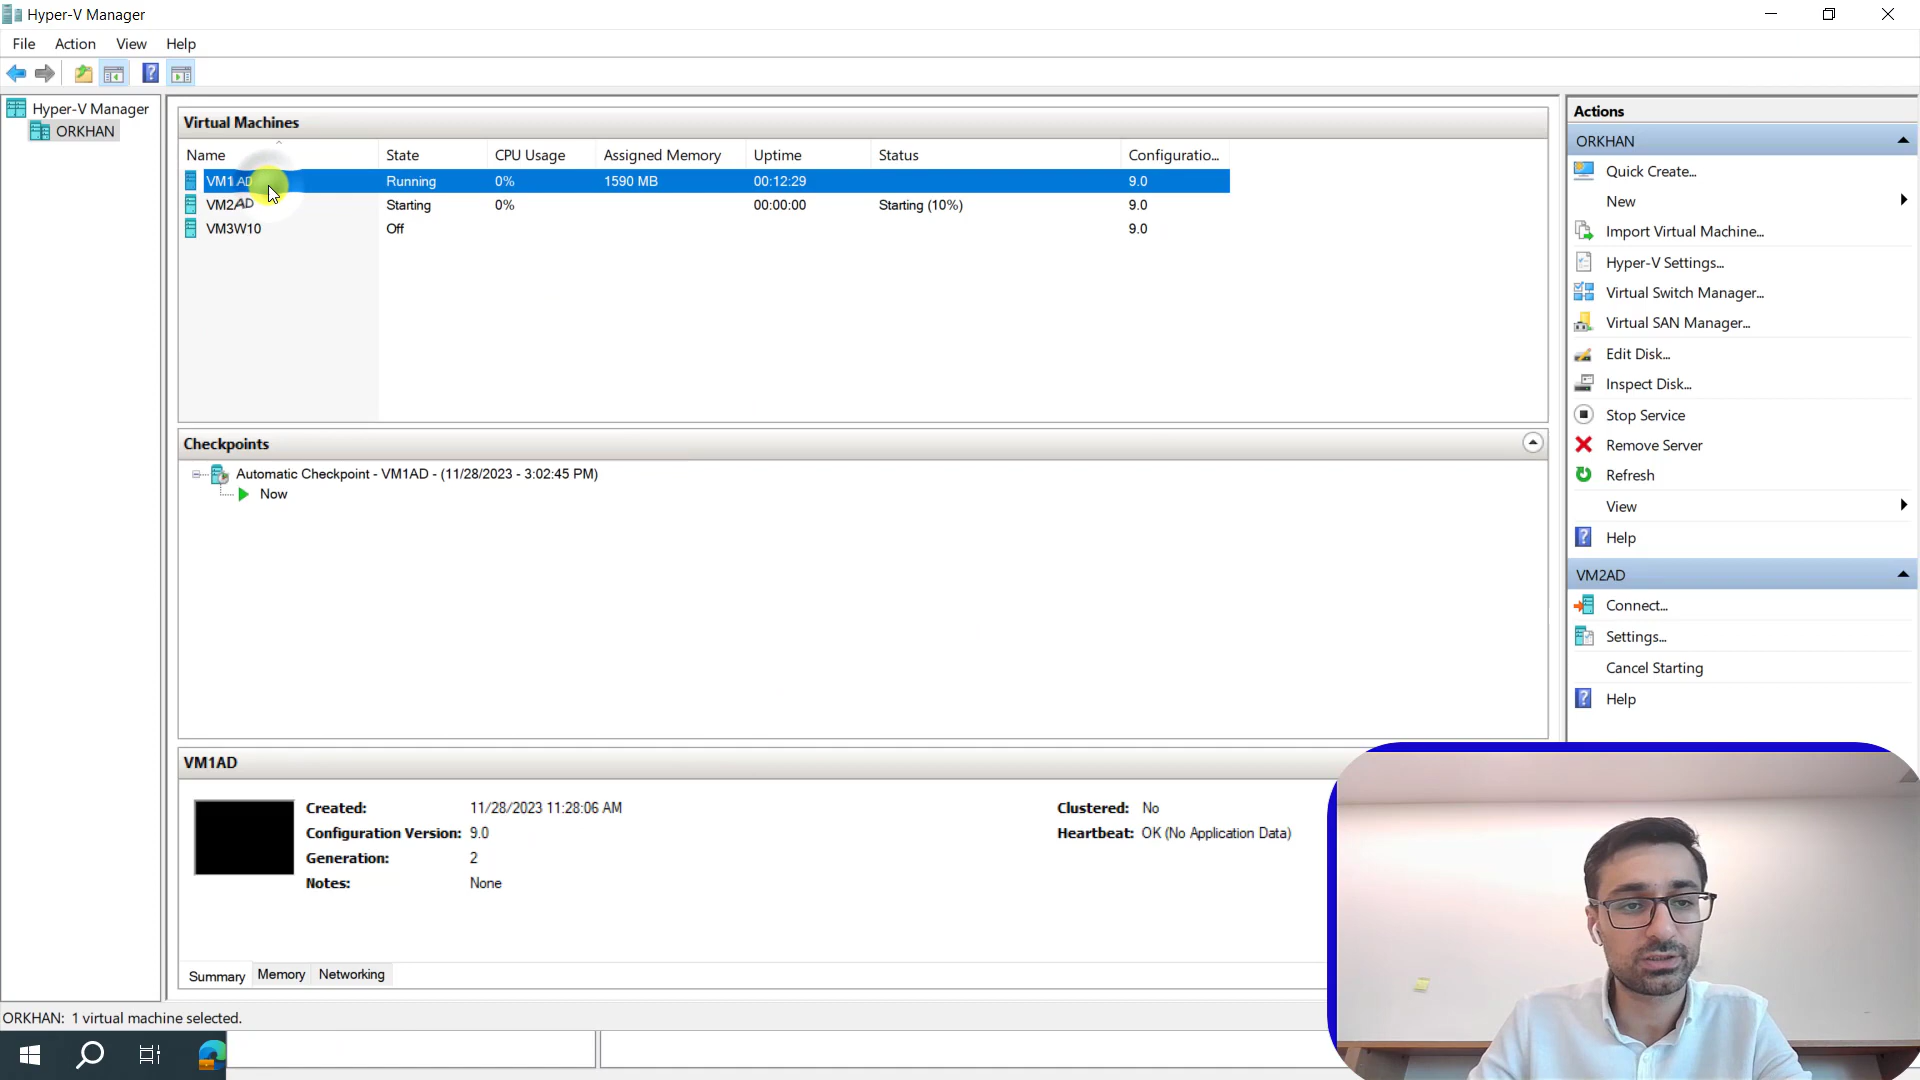 Hyper-V Manager
File Action View Help
Hyper-V Manager
ORKHAN
Virtual Machines
Name State CPU Usage Assigned Memory Uptime Status Configuratio...
VM1AD Running 0% 1590 MB 00:12:29 9.0
VM2AD Starting 0% 00:00:00 Starting (10%) 9.0
VM3W10 Off 9.0
Checkpoints
Automatic Checkpoint - VM1AD - (11/28/2023 - 3:02:45 PM)
Now
VM1AD
Created: 11/28/2023 11:28:06 AM Clustered: No
Configuration Version: 9.0 Heartbeat: OK (No Application Data)
Generation: 2
Notes: None
Summary Memory Networking
Actions
ORKHAN
Quick Create...
New
Import Virtual Machine...
Hyper-V Settings...
Virtual Switch Manager...
Virtual SAN Manager...
Edit Disk...
Inspect Disk...
Stop Service
Remove Server
Refresh
View
Help
VM2AD
Connect...
Settings...
Cancel Starting
Help
ORKHAN: 1 virtual machine selected.